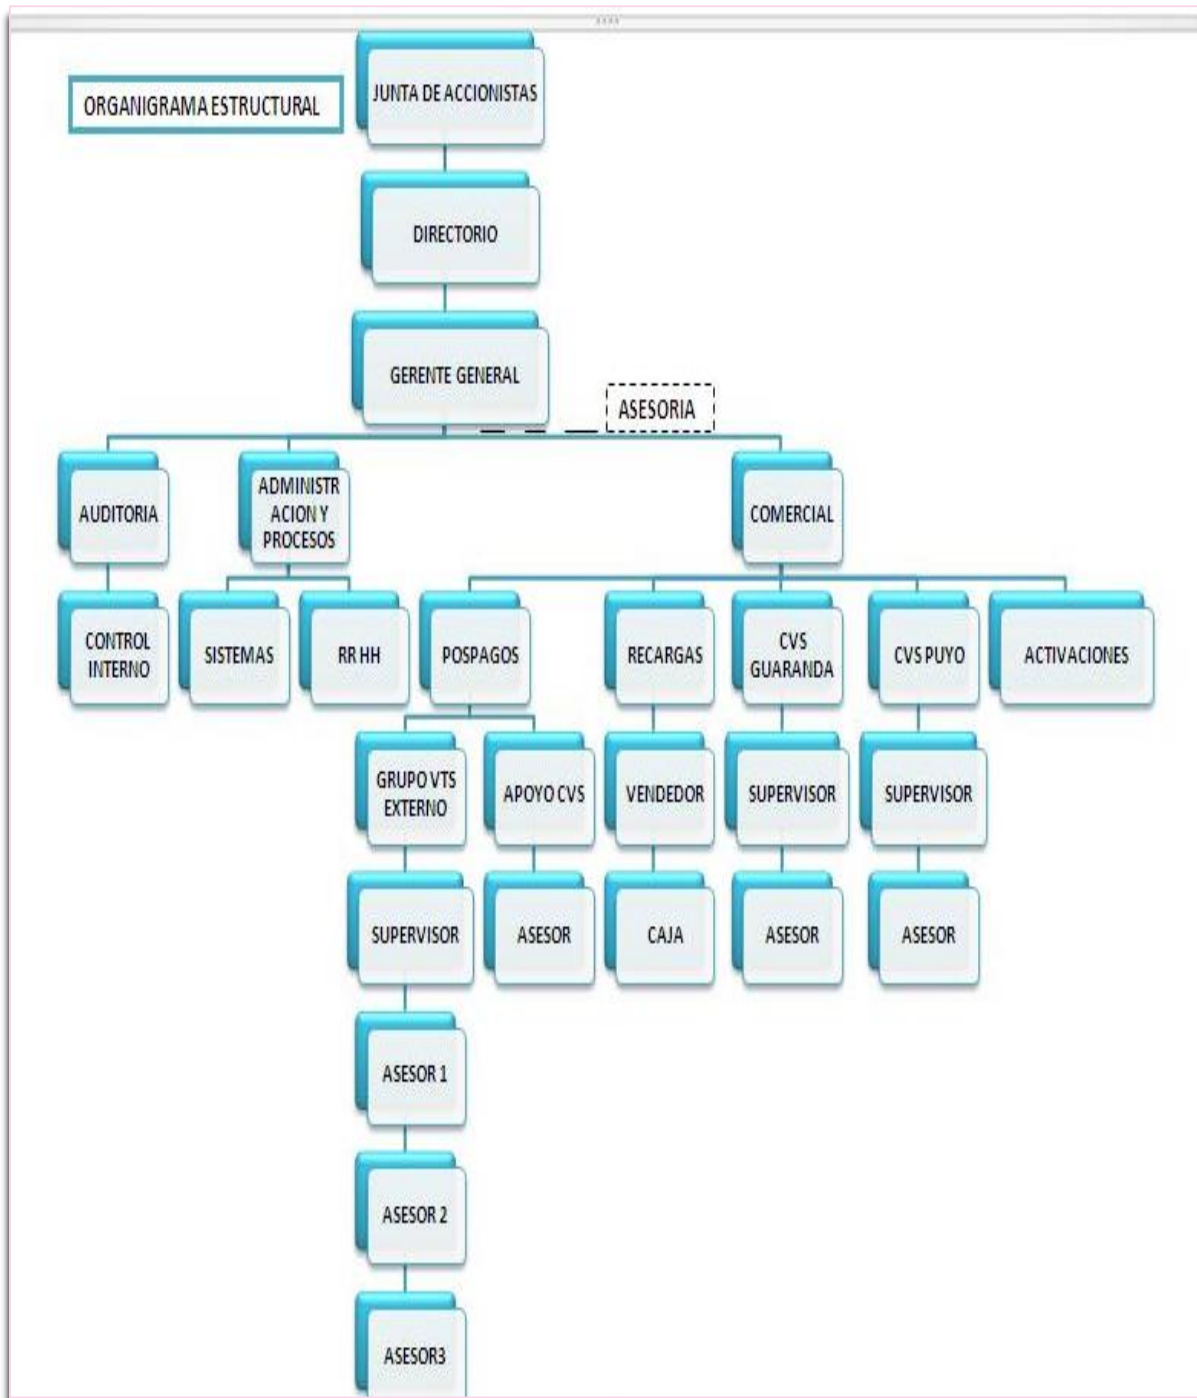 JUNTA DE ACCIONISTAS
ORGANIGRAMA ESTRUCTURAL
DIRECTORIO
GERENTE GENERAL
ASESORIA
AUDITORIA
ADMINISTR
ACION Y
PROCESOS
COMERCIAL
CONTROL
INTERNO
SISTEMAS
RR HH
POSPAGOS
RECARGAS
CVS
GUARANDA
CVS PUYO
ACTIVACIONES
GRUPO VTS
EXTERNO
APOYO CVS
VENDEDOR
SUPERVISOR
SUPERVISOR
SUPERVISOR
ASESOR
CAJA
ASESOR
ASESOR
ASESOR 1
ASESOR 2
ASESOR3